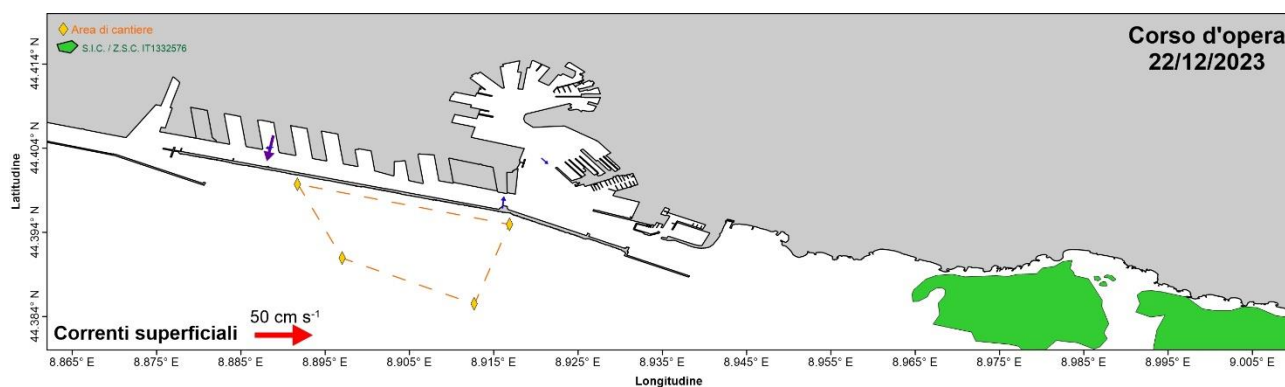 Area di cantiere
S.I.C. / Z.S.C. IT1332576
Corso d'opera
22/12/2023
Latitudine
44.414° N
44.404° N
44.394° N
44.384° N
Correnti superficiali
50 cm s⁻¹
8.865° E 8.875° E 8.885° E 8.895° E 8.905° E 8.915° E 8.925° E 8.935° E 8.945° E 8.955° E 8.965° E 8.975° E 8.985° E 8.995° E 9.005° E
Longitudine